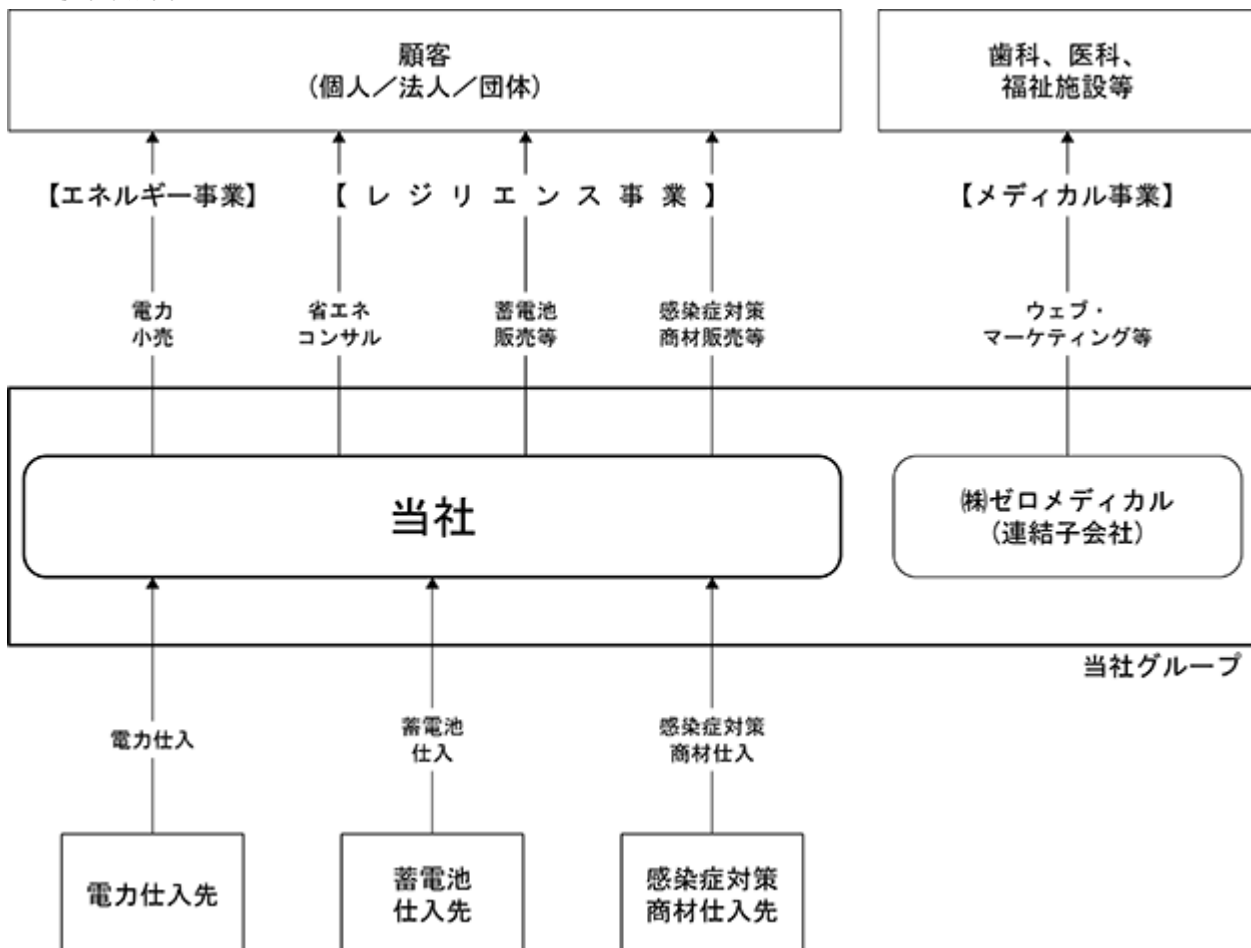 顧客
(個人／法人／団体)
歯科、医科、
福祉施設等
【エネルギー事業】
【レジリエンス事業】
【メディカル事業】
電力
小売
省エネ
コンサル
蓄電池
販売等
感染症対策
商材販売等
ウェブ・
マーケティング等
当社
㈱ゼロメディカル
(連結子会社)
当社グループ
電力仕入
蓄電池
仕入
感染症対策
商材仕入
電力仕入先
蓄電池
仕入先
感染症対策
商材仕入先